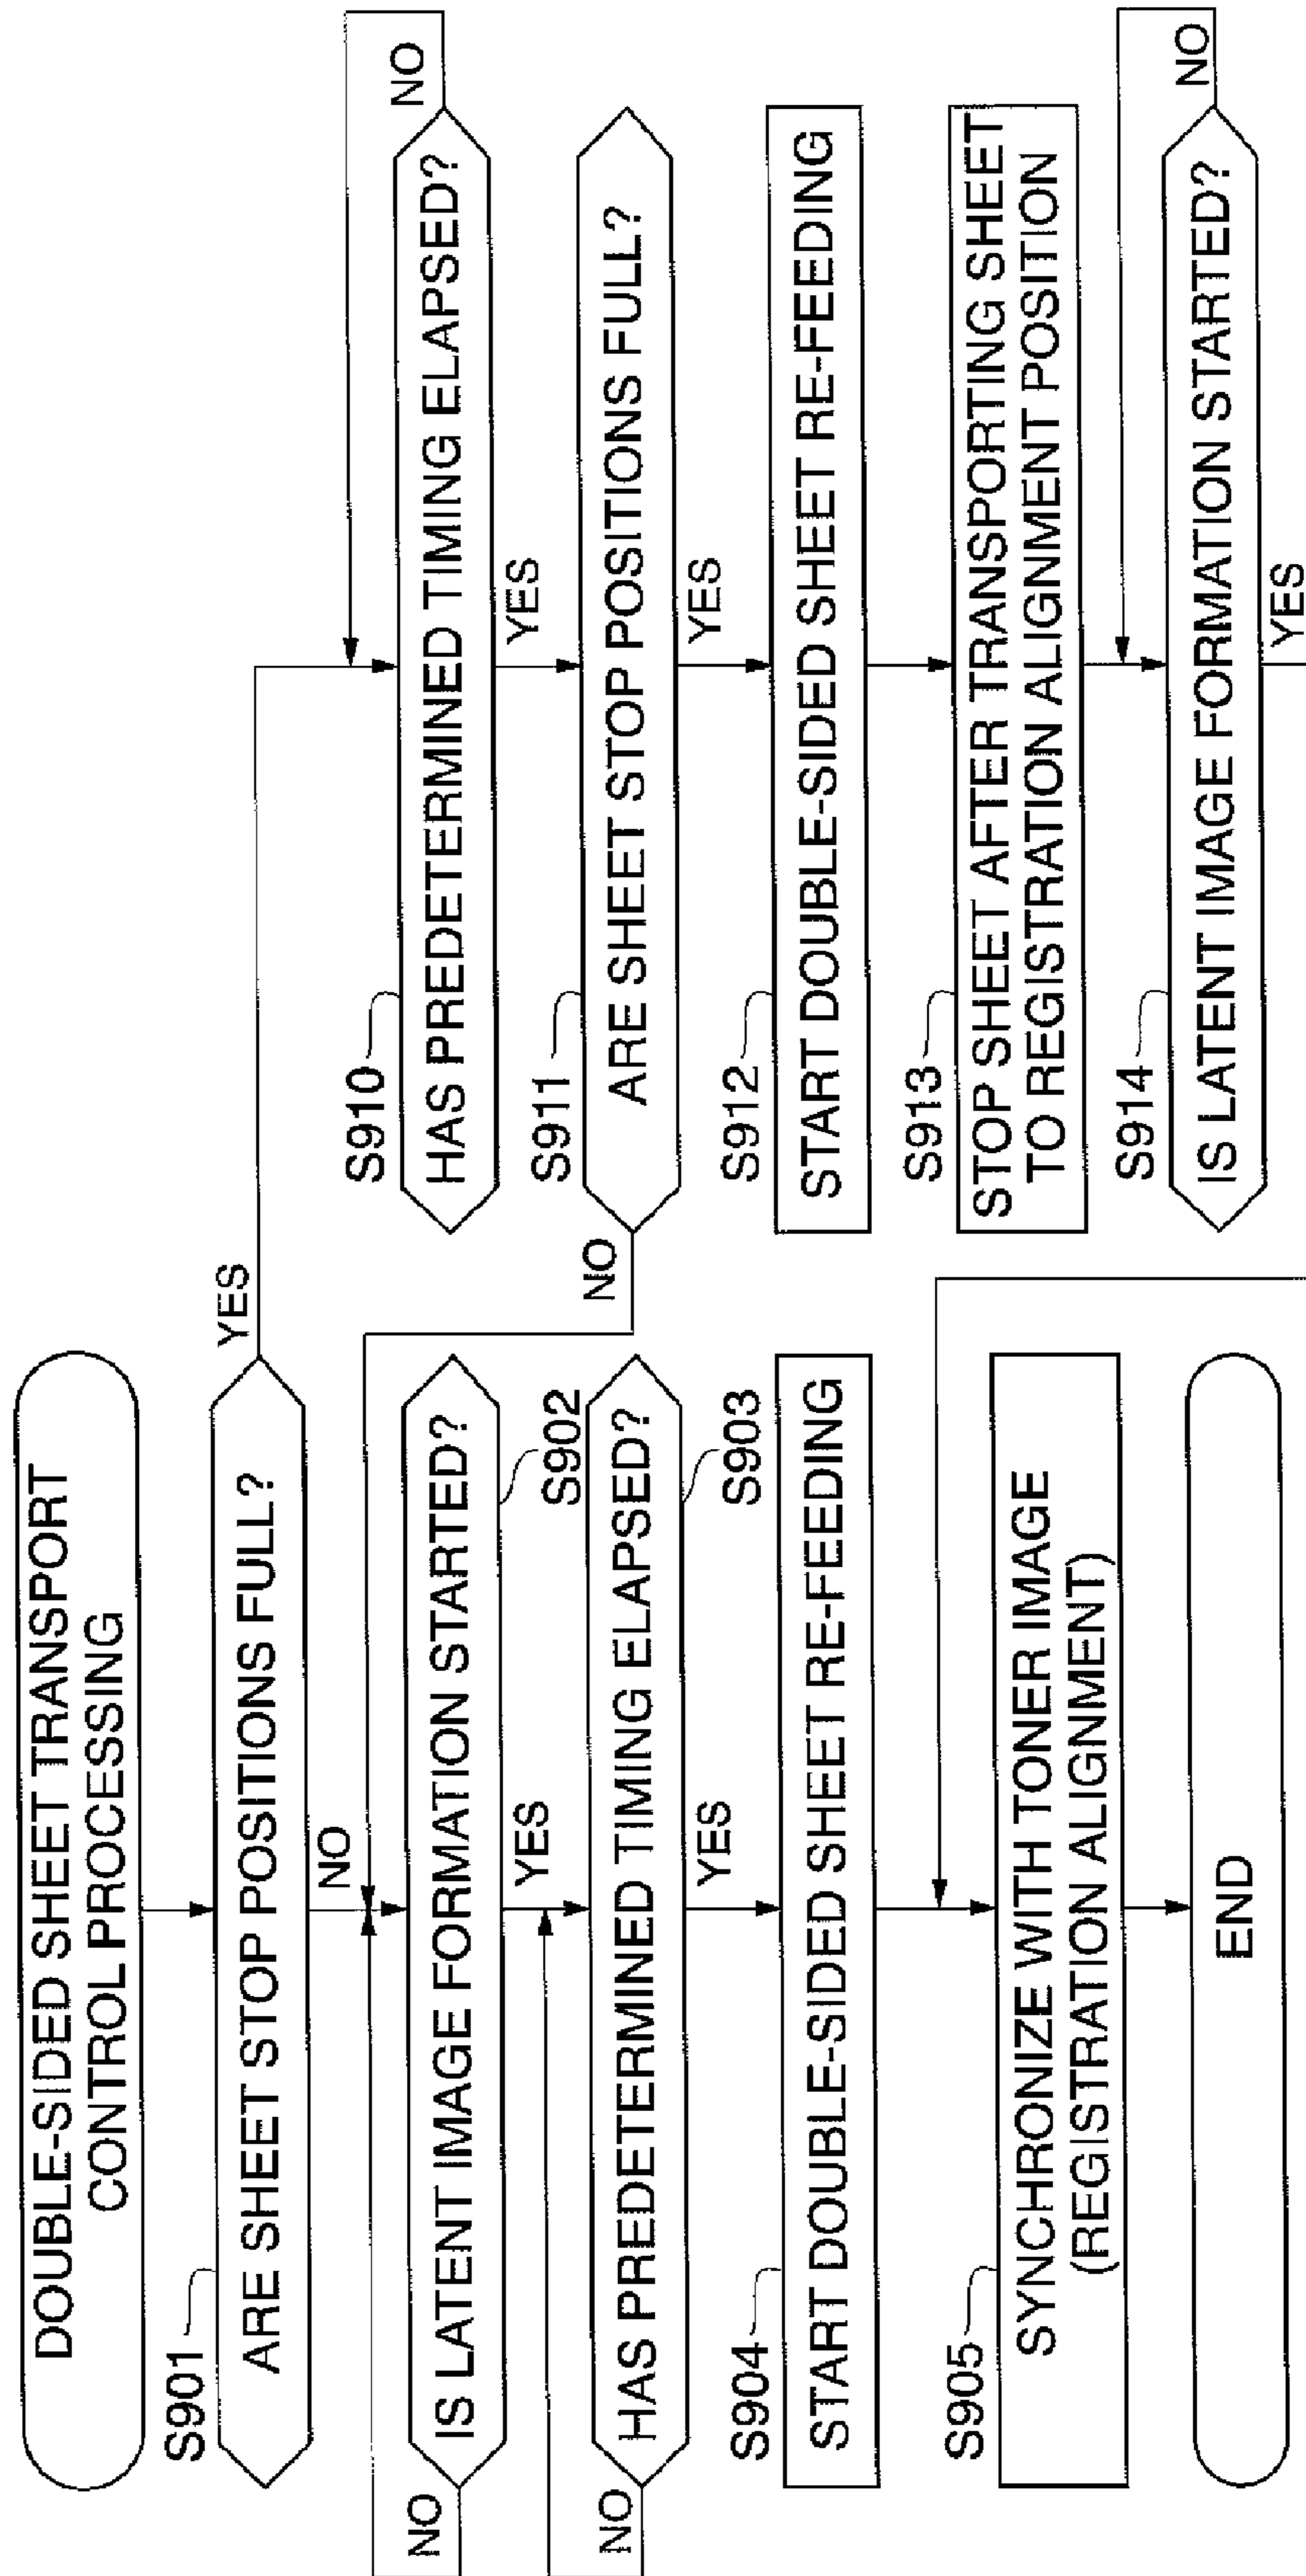 DOUBLE-SIDED SHEET TRANSPORT
CONTROL PROCESSING
S901
ARE SHEET STOP POSITIONS FULL?
YES
NO
IS LATENT IMAGE FORMATION STARTED?
S902
NO
YES
HAS PREDETERMINED TIMING ELAPSED?
S903
NO
YES
S904
START DOUBLE-SIDED SHEET RE-FEEDING
S905
SYNCHRONIZE WITH TONER IMAGE
(REGISTRATION ALIGNMENT)
END
S910
HAS PREDETERMINED TIMING ELAPSED?
NO
YES
S911
ARE SHEET STOP POSITIONS FULL?
NO
YES
S912
START DOUBLE-SIDED SHEET RE-FEEDING
S913
STOP SHEET AFTER TRANSPORTING SHEET
TO REGISTRATION ALIGNMENT POSITION
S914
IS LATENT IMAGE FORMATION STARTED?
NO
YES